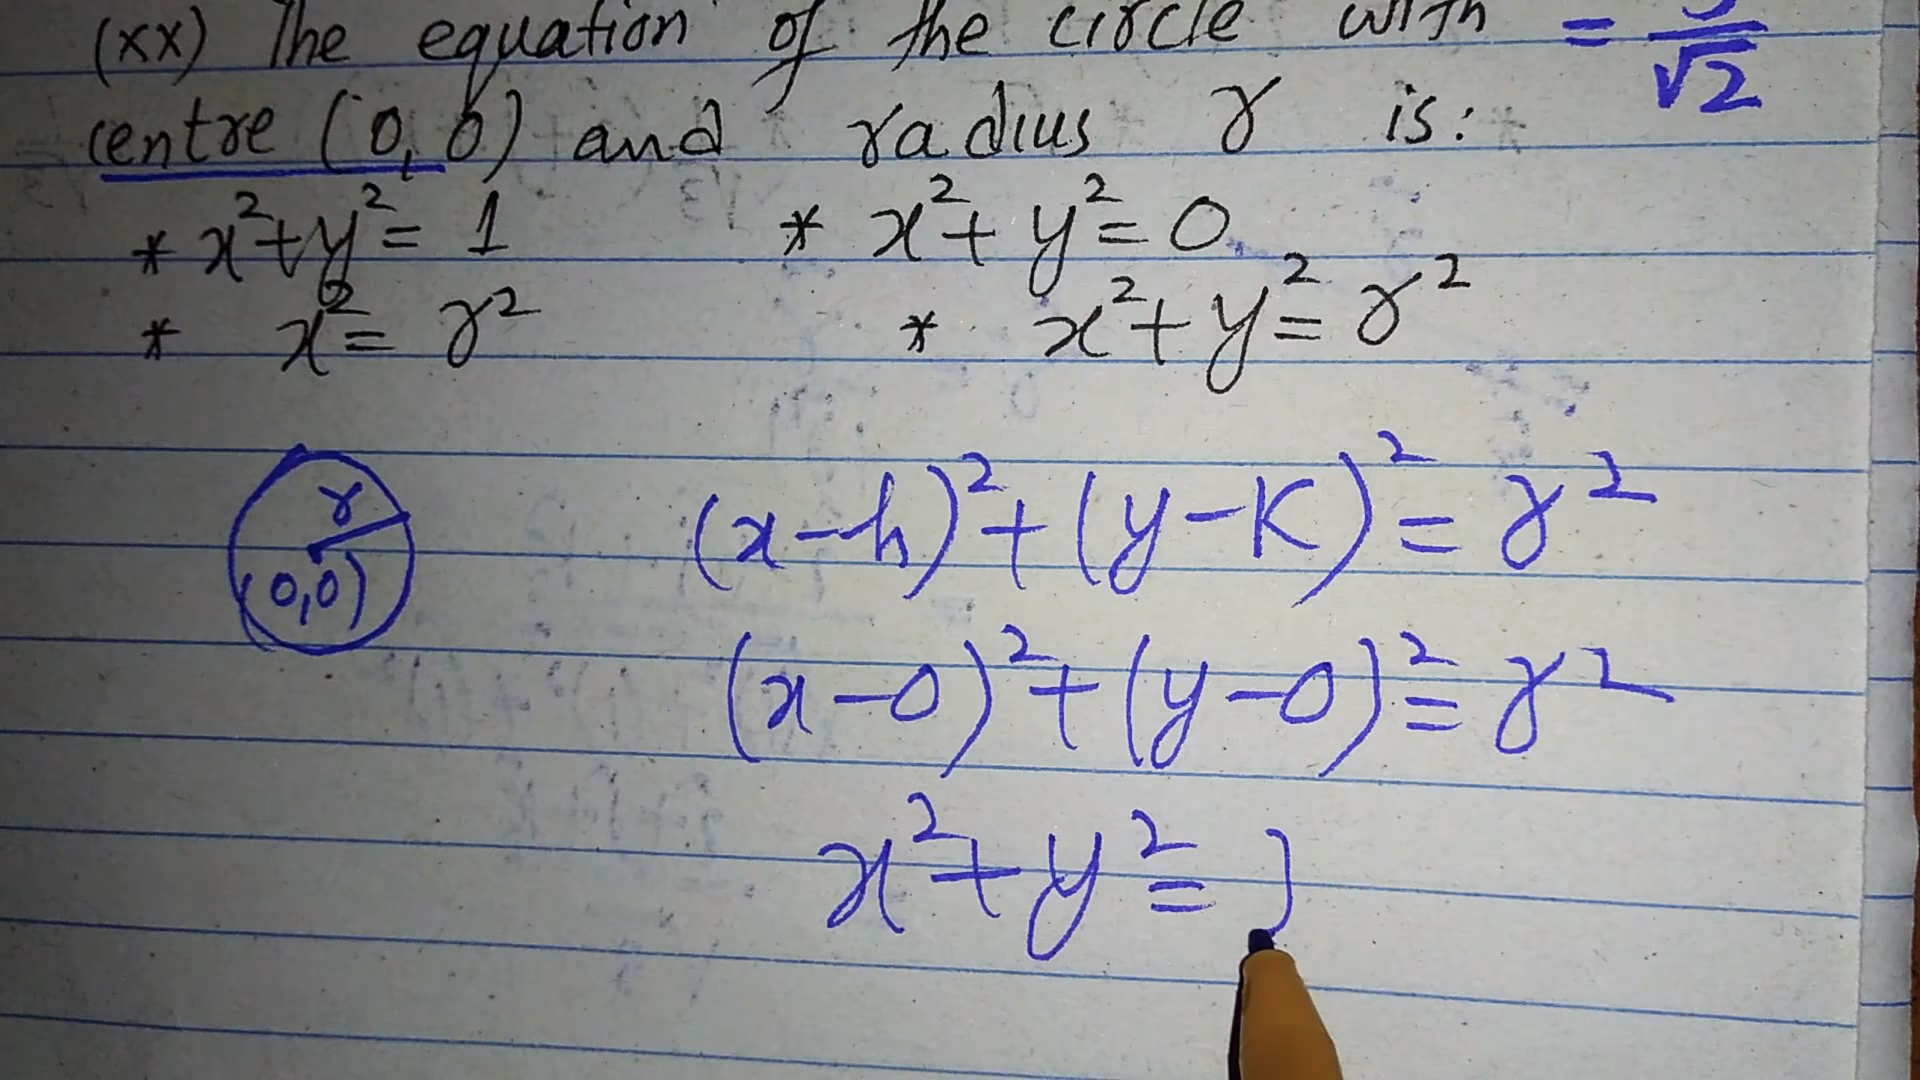 (xx) The equation of the circle with
= /√2
centre (0,0) and radius r is:
* x²+y²= 1 * x²+ y²= 0
* x²= r² * x²+ y²= r²
r
(0,0)
(x-h)²+(y-K)²= r²
(x-0)²+(y-0)²= r²
x²+ y²=